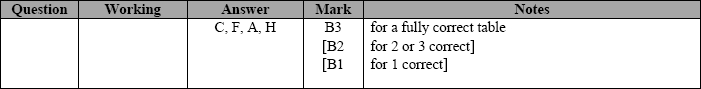 Question Working Answer Mark Notes
C, F, A, H B3 for a fully correct table
[B2 for 2 or 3 correct]
[B1 for 1 correct]